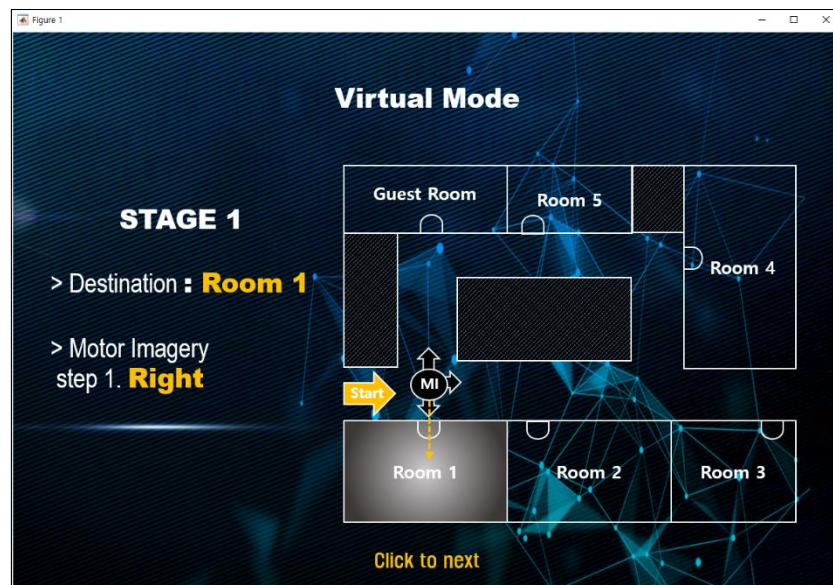 Figure 1
Virtual Mode
STAGE 1
> Destination : Room 1
> Motor Imagery
step 1. Right
Guest Room
Room 5
Room 4
Start
MI
Room 1
Room 2
Room 3
Click to next